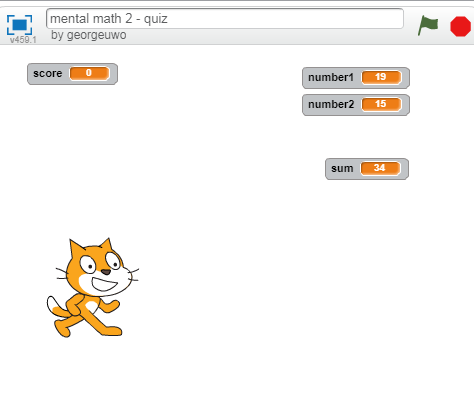 mental math 2 - quiz
v459.1
by georgeuwo
score 0
number1 19
number2 15
sum 34